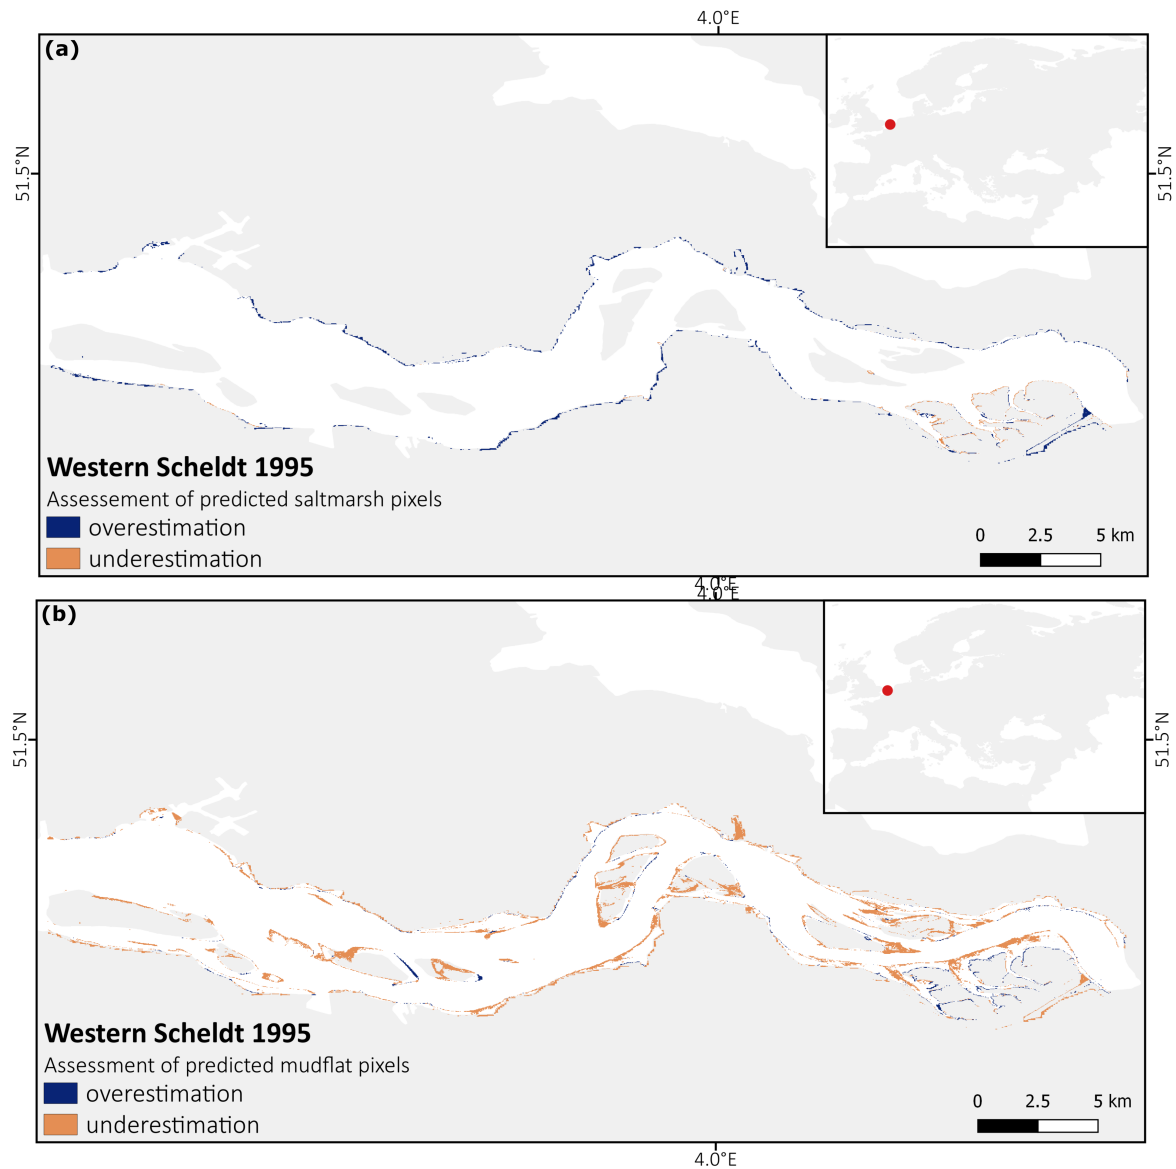 4.0°E
(a)
51.5°N
51.5°N
Western Scheldt 1995
Assessement of predicted saltmarsh pixels
overestimation
underestimation
0 2.5 5 km
4.0°E
4.0°E
(b)
51.5°N
51.5°N
Western Scheldt 1995
Assessment of predicted mudflat pixels
overestimation
underestimation
0 2.5 5 km
4.0°E